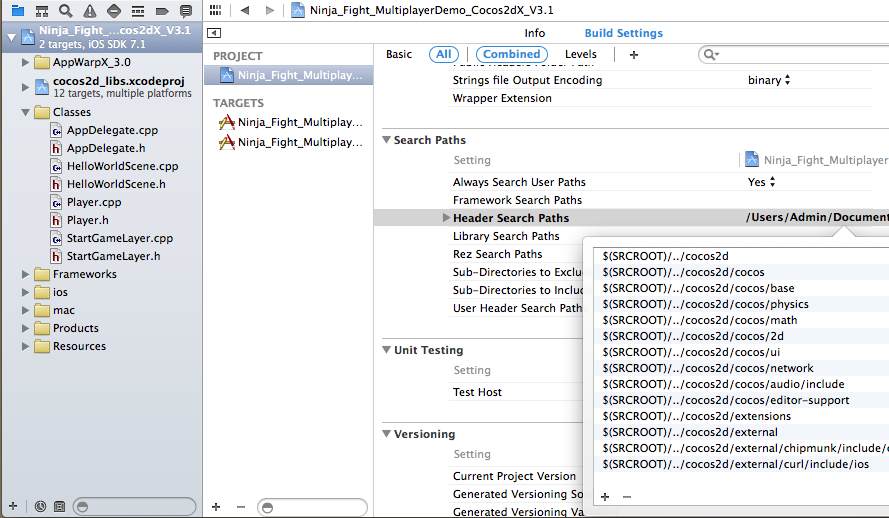 Ninja_Fight_MultiplayerDemo_Cocos2dX_V3.1
Ninja_Fight_...cos2dX_V3.1
2 targets, iOS SDK 7.1
AppWarpX_3.0
cocos2d_libs.xcodeproj
12 targets, multiple platforms
Classes
AppDelegate.cpp
AppDelegate.h
HelloWorldScene.cpp
HelloWorldScene.h
Player.cpp
Player.h
StartGameLayer.cpp
StartGameLayer.h
Frameworks
ios
mac
Products
Resources
PROJECT
Ninja_Fight_Multiplay...
TARGETS
Ninja_Fight_Multiplay...
Ninja_Fight_Multiplay...
Info Build Settings
Basic All Combined Levels
Strings file Output Encoding binary
Wrapper Extension
Search Paths
Setting Ninja_Fight_Multiplayer
Always Search User Paths Yes
Framework Search Paths
Header Search Paths /Users/Admin/Document
Library Search Paths
Rez Search Paths
Sub-Directories to Exclu
Sub-Directories to Includ
User Header Search Path
Unit Testing
Setting
Test Host
Versioning
Setting
Current Project Version
Generated Versioning So
Generated Versioning Va
$(SRCROOT)/../cocos2d
$(SRCROOT)/../cocos2d/cocos
$(SRCROOT)/../cocos2d/cocos/base
$(SRCROOT)/../cocos2d/cocos/physics
$(SRCROOT)/../cocos2d/cocos/math
$(SRCROOT)/../cocos2d/cocos/2d
$(SRCROOT)/../cocos2d/cocos/ui
$(SRCROOT)/../cocos2d/cocos/network
$(SRCROOT)/../cocos2d/cocos/audio/include
$(SRCROOT)/../cocos2d/cocos/editor-support
$(SRCROOT)/../cocos2d/extensions
$(SRCROOT)/../cocos2d/external
$(SRCROOT)/../cocos2d/external/chipmunk/include/c
$(SRCROOT)/../cocos2d/external/curl/include/ios